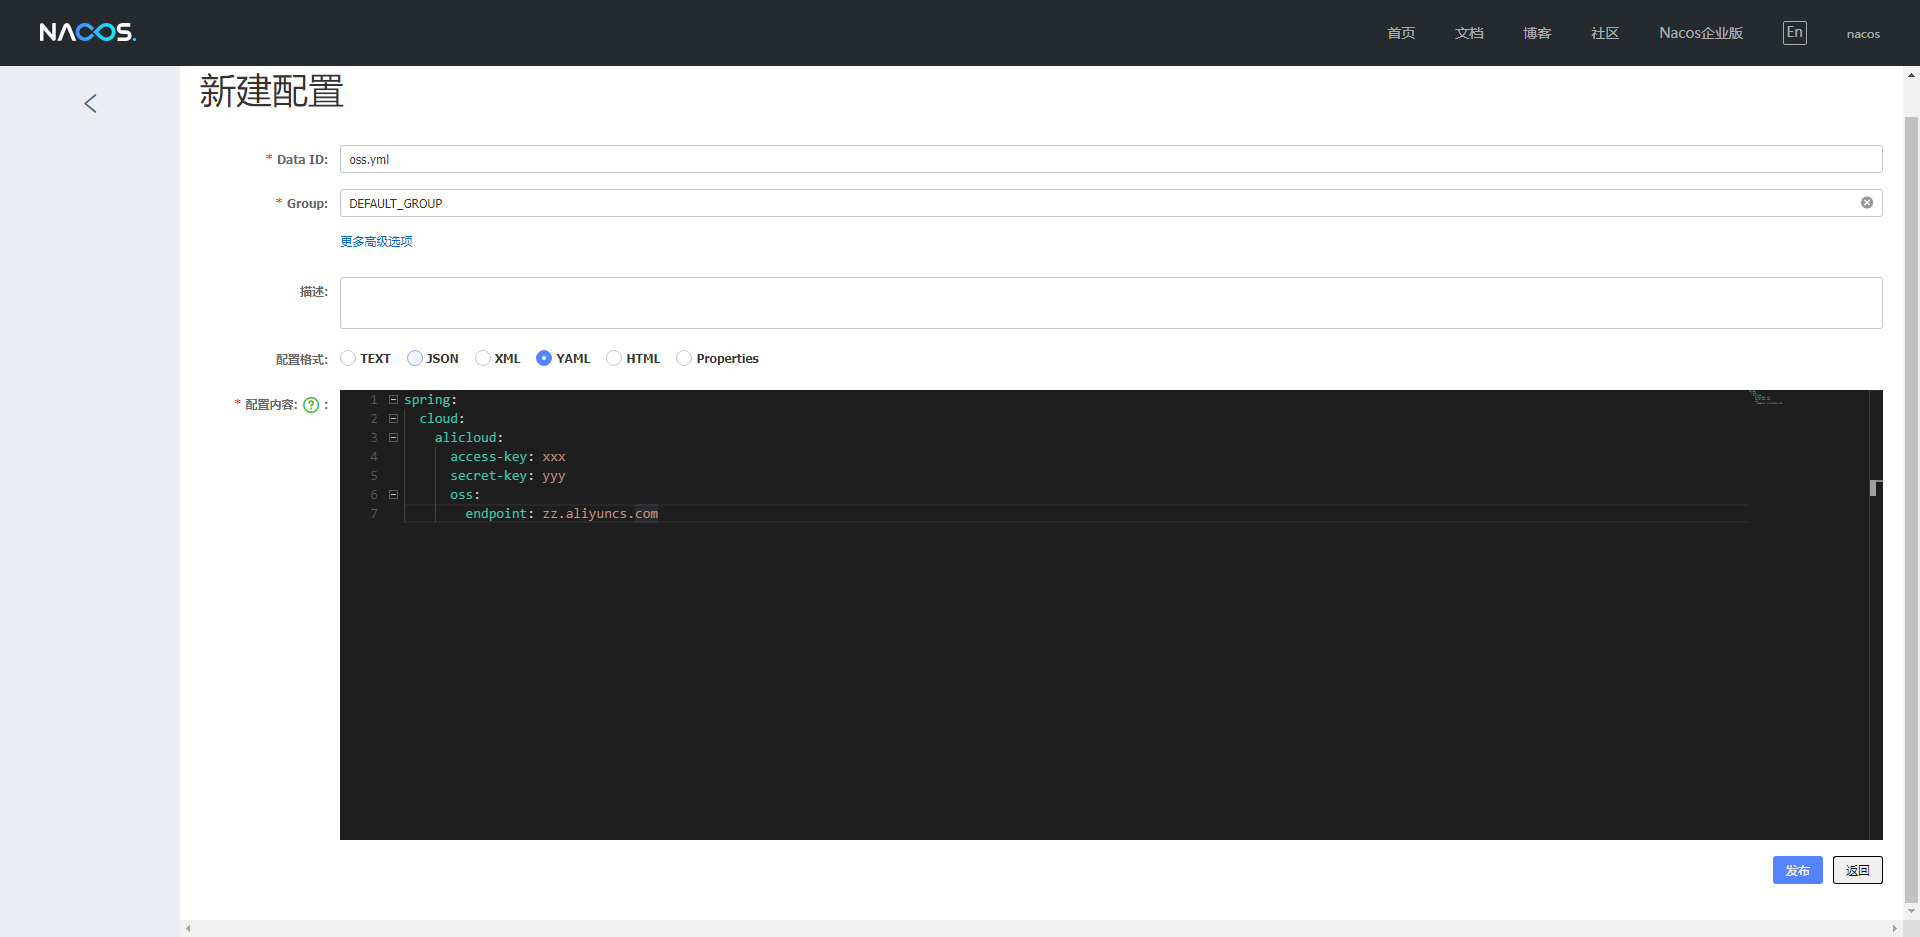 NACOS.
首页 文档 博客 社区 Nacos企业版 En nacos
新建配置
* Data ID: oss.yml
* Group: DEFAULT_GROUP
更多高级选项
描述:
配置格式: TEXT JSON XML YAML HTML Properties
* 配置内容: ? :
1 spring:
2 cloud:
3 alicloud:
4 access-key: xxx
5 secret-key: yyy
6 oss:
7 endpoint: zz.aliyuncs.com
发布 返回